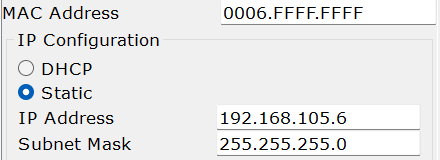 MAC Address 0006.FFFF.FFFF
IP Configuration
DHCP
Static
IP Address 192.168.105.6
Subnet Mask 255.255.255.0